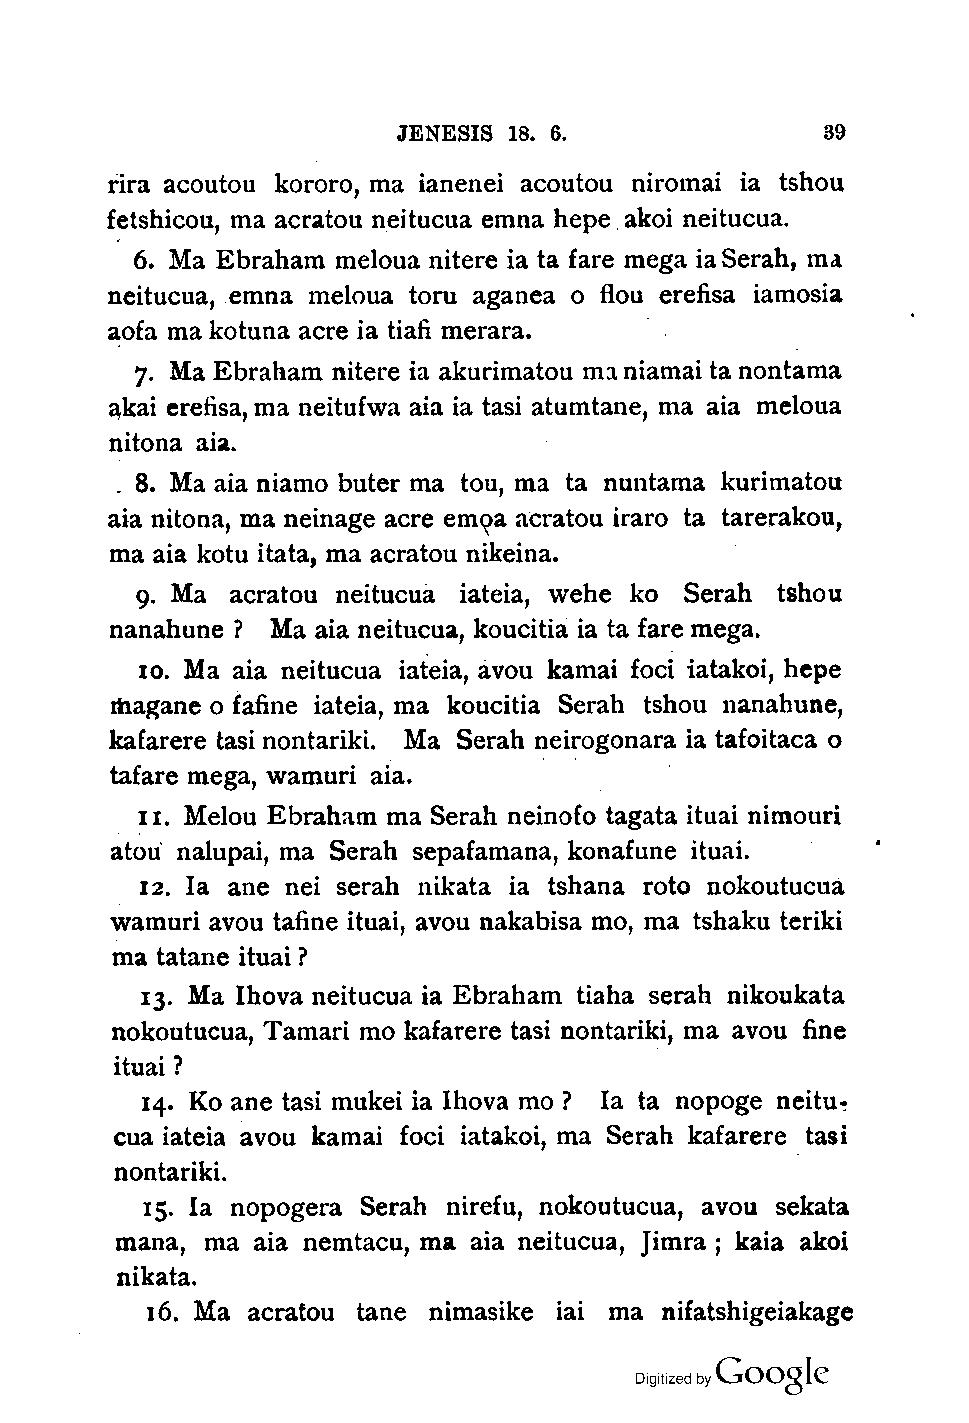 JENESIS 18. 6. 39
rira acoutou kororo, ma ianenei acoutou niromai ia tshou
fetshicou, ma acratou neitucua emna hepe akoi neitucua.
6. Ma Ebraham meloua nitere ia ta fare mega ia Serah, ma
neitucua, emna meloua toru aganea o flou erefisa iamosia
aofa ma kotuna acre ia tiafi merara.
7. Ma Ebraham nitere ia akurimatou ma niamai ta nontama
akai erefisa, ma neitufwa aia ia tasi atumtane, ma aia meloua
nitona aia.
8. Ma aia niamo buter ma tou, ma ta nuntama kurimatou
aia nitona, ma neinage acre emoa acratou iraro ta tarerakou,
ma aia kotu itata, ma acratou nikeina.
9. Ma acratou neitucua iateia, wehe ko Serah tshou
nanahune ? Ma aia neitucua, koucitia ia ta fare mega.
10. Ma aia neitucua iateia, avou kamai foci iatakoi, hepe
magane o fafine iateia, ma koucitia Serah tshou nanahune,
kafarere tasi nontariki. Ma Serah neirogonara ia tafoitaca o
tafare mega, wamuri aia.
11. Melou Ebraham ma Serah neinofo tagata ituai nimouri
atou nalupai, ma Serah sepafamana, konafune ituai.
12. Ia ane nei serah nikata ia tshana roto nokoutucua
wamuri avou tafine ituai, avou nakabisa mo, ma tshaku teriki
ma tatane ituai ?
13. Ma Ihova neitucua ia Ebraham tiaha serah nikoukata
nokoutucua, Tamari mo kafarere tasi nontariki, ma avou fine
ituai ?
14. Ko ane tasi mukei ia Ihova mo ? Ia ta nopoge neitu-
cua iateia avou kamai foci iatakoi, ma Serah kafarere tasi
nontariki.
15. Ia nopogera Serah nirefu, nokoutucua, avou sekata
mana, ma aia nemtacu, ma aia neitucua, Jimra ; kaia akoi
nikata.
16. Ma acratou tane nimasike iai ma nifatshigeiakage
Digitized by Google